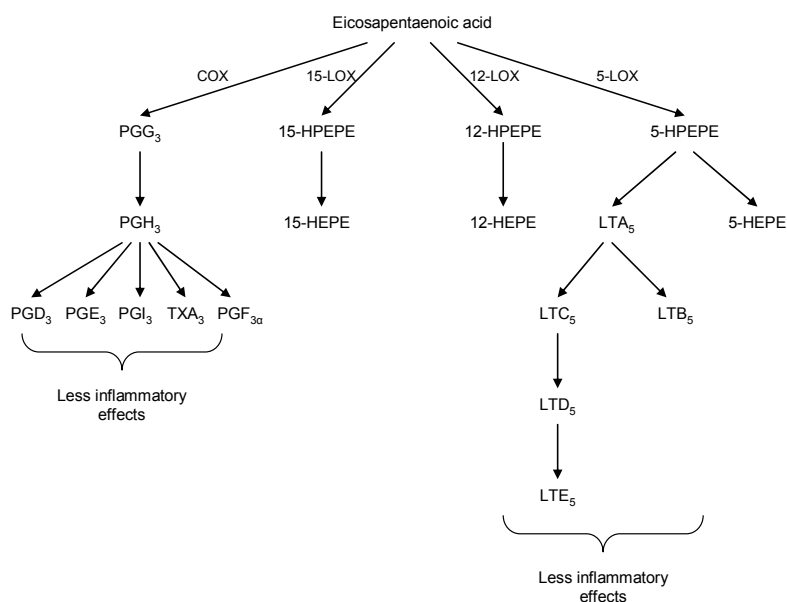 Eicosapentaenoic acid
COX 15-LOX 12-LOX 5-LOX
PGG₃ 15-HPEPE 12-HPEPE 5-HPEPE
PGH₃ 15-HEPE 12-HEPE LTA₅ 5-HEPE
PGD₃ PGE₃ PGI₃ TXA₃ PGF₃α LTC₅ LTB₅
Less inflammatory
effects
LTD₅
LTE₅
Less inflammatory
effects